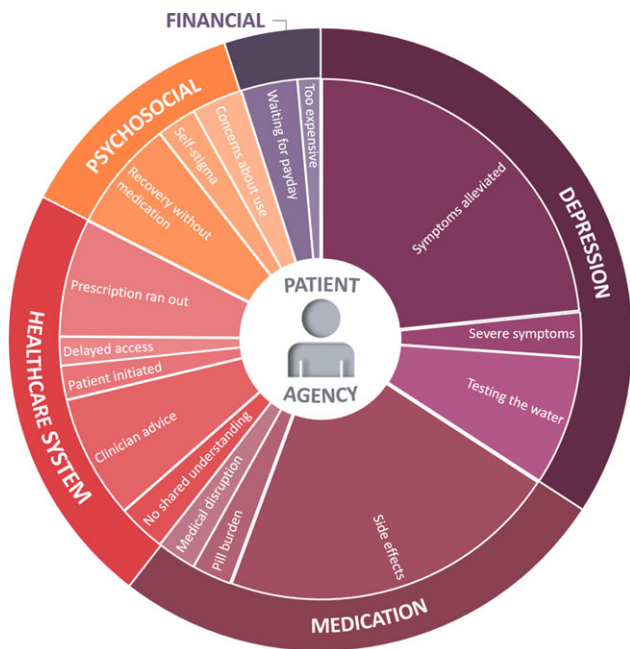 FINANCIAL
PSYCHOSOCIAL
DEPRESSION
HEALTHCARE SYSTEM
MEDICATION
Waiting for payday
Too expensive
Concerns about use
Self-stigma
Recovery without
medication
Symptoms alleviated
Prescription ran out
Delayed access
Patient initiated
Clinician advice
No shared understanding
Medical disruption
Pill burden
Side effects
Testing the water
Severe symptoms
PATIENT
AGENCY